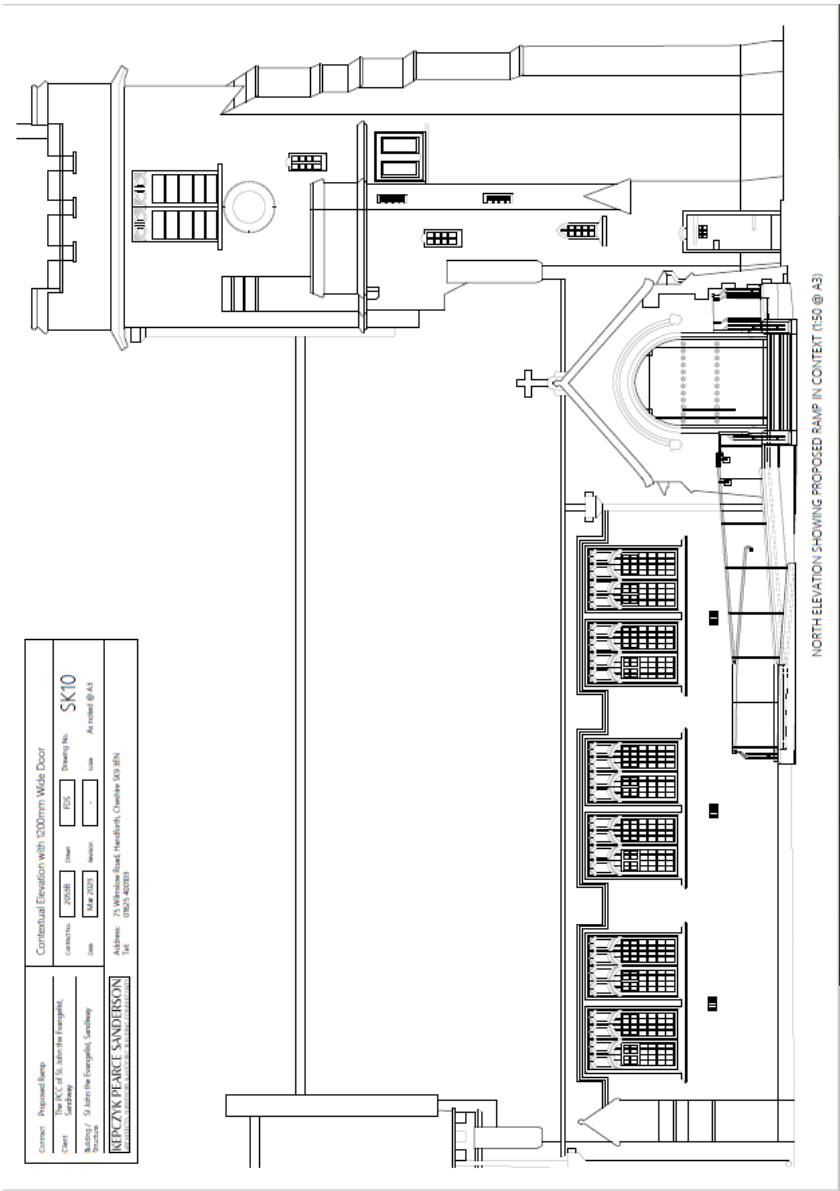 Contract Proposed Ramp
Client The PCC of St. John the Evangelist, Sandiway
Building / Structure St John the Evangelist, Sandiway
KEPCZYK PEARCE SANDERSON
Contextual Elevation with 1200mm Wide Door
Contract No. 2053B Drawn FDS Drawing No. SK10
Date Mar 2023 Revision - Scale As noted @ A3
Address: 75 Wilmslow Road, Handforth, Cheshire SK9 3EN
Tel: 01625 400103
NORTH ELEVATION SHOWING PROPOSED RAMP IN CONTEXT (1:50 @ A3)